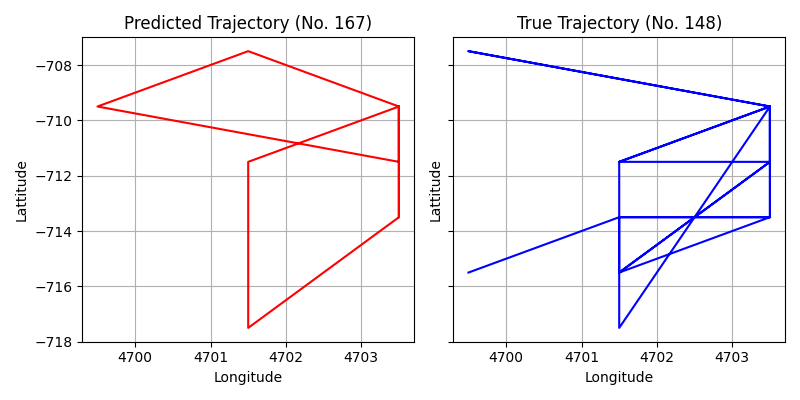 Predicted Trajectory (No. 167)
True Trajectory (No. 148)
Lattitude
−708
−710
−712
−714
−716
−718
4700
4701
4702
4703
Longitude
Lattitude
4700
4701
4702
4703
Longitude